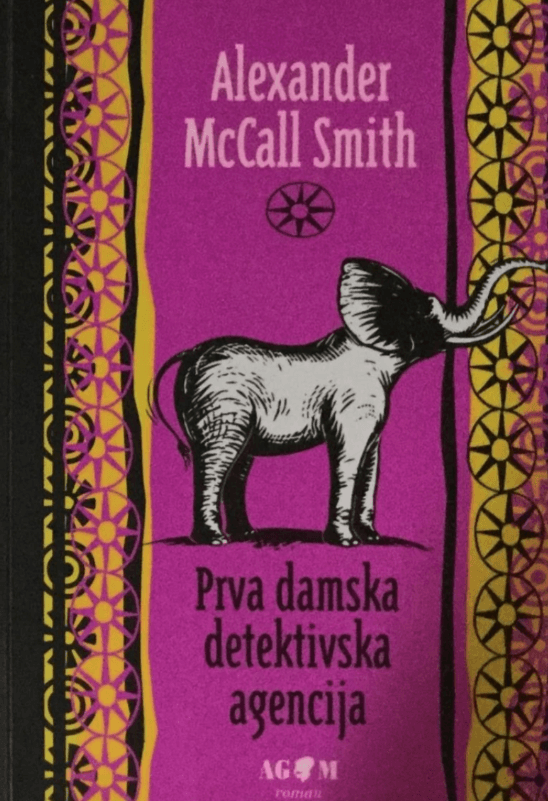 Alexander
McCall Smith
Prva damska
detektivska
agencija
AGM
roman